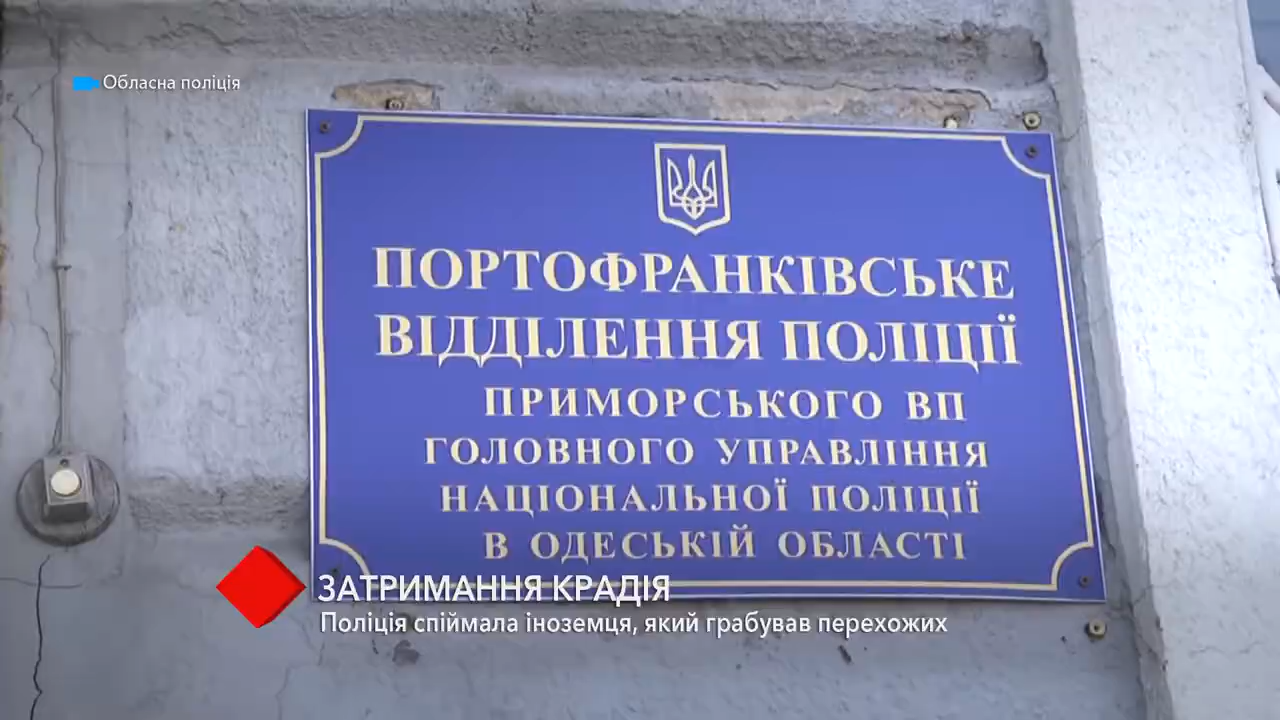 Обласна поліція
ПОРТОФРАНКІВСЬКЕ
ВІДДІЛЕННЯ ПОЛІЦІЇ
ПРИМОРСЬКОГО ВП
ГОЛОВНОГО УПРАВЛІННЯ
НАЦІОНАЛЬНОЇ ПОЛІЦІЇ
В ОДЕСЬКІЙ ОБЛАСТІ
ЗАТРИМАННЯ КРАДІЯ
Поліція спіймала іноземця, який грабував перехожих